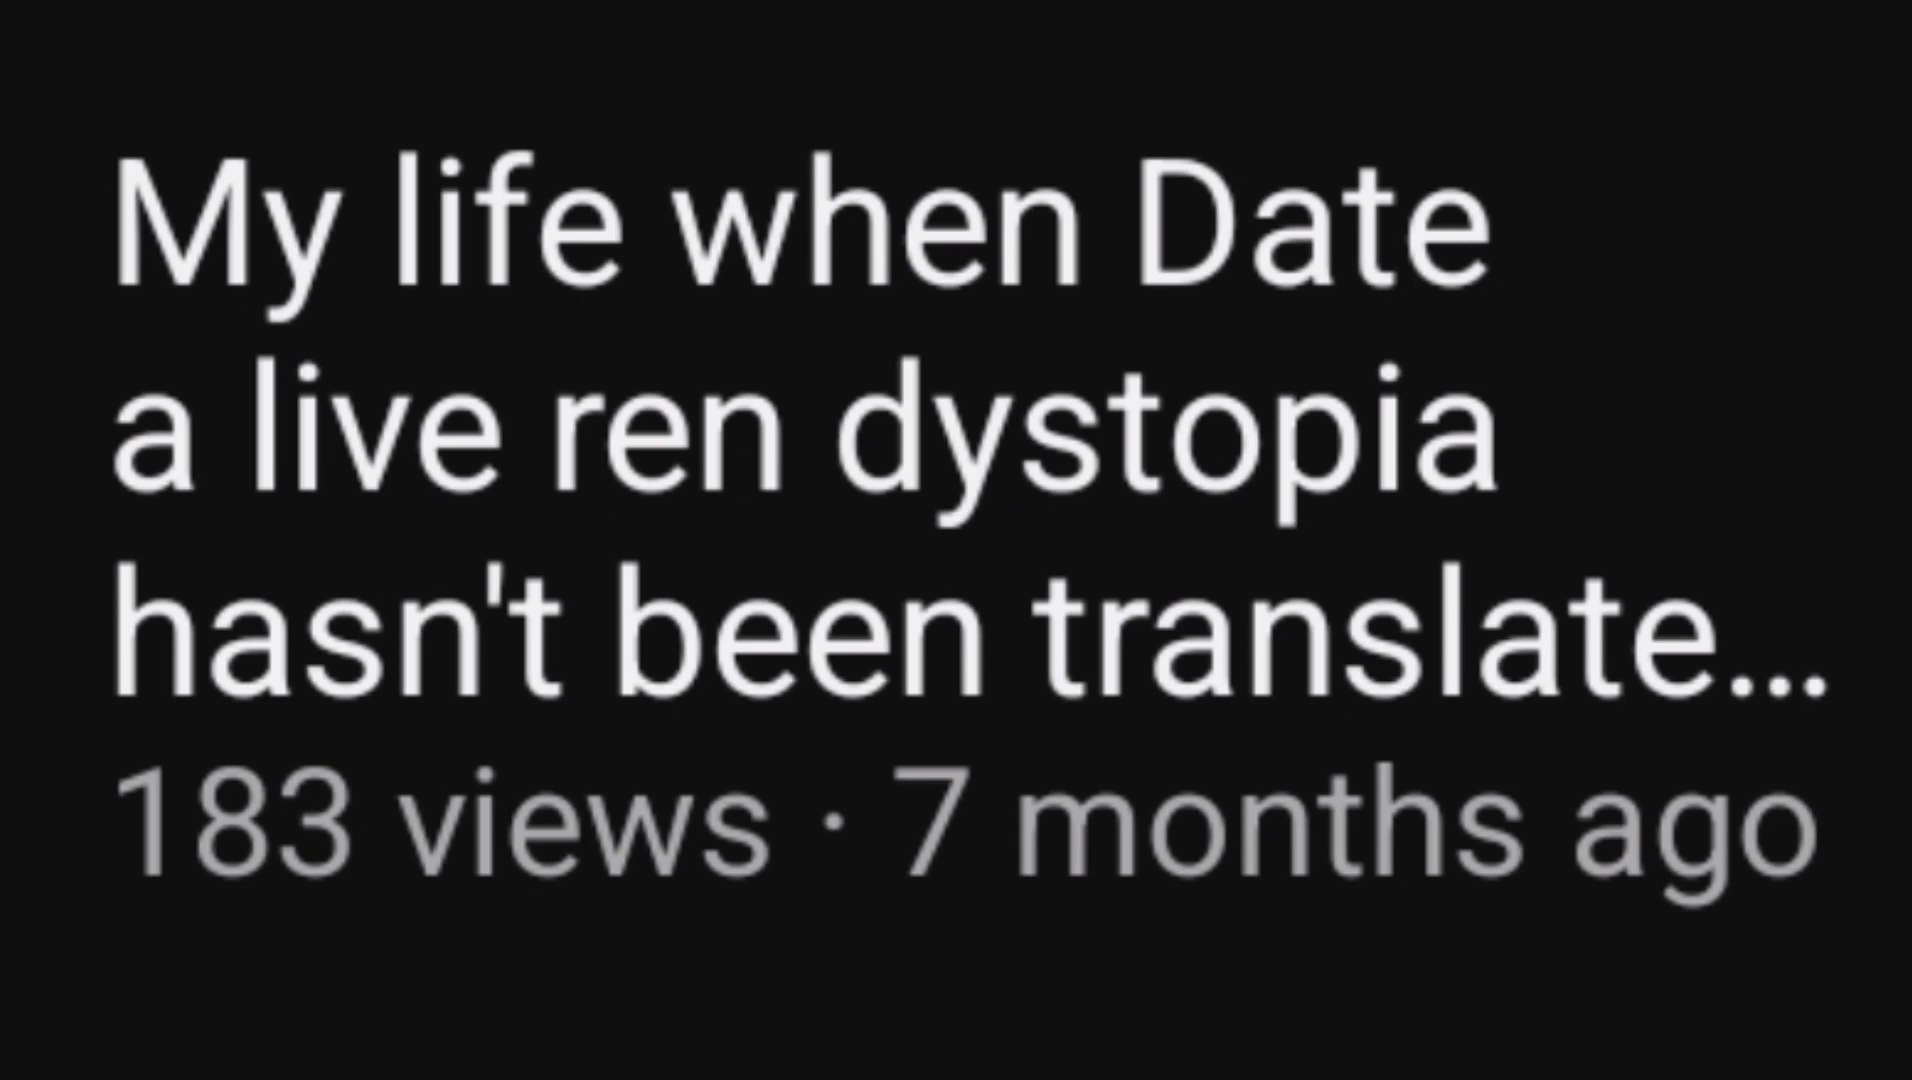 My life when Date
a live ren dystopia
hasn't been translate...
183 views · 7 months ago